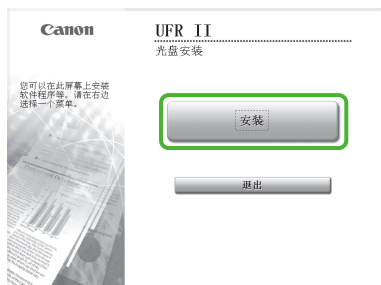 Canon
UFR II
光盘安装
您可以在此屏幕上安装
软件程序等。请在右边
选择一个菜单。
安装
退出